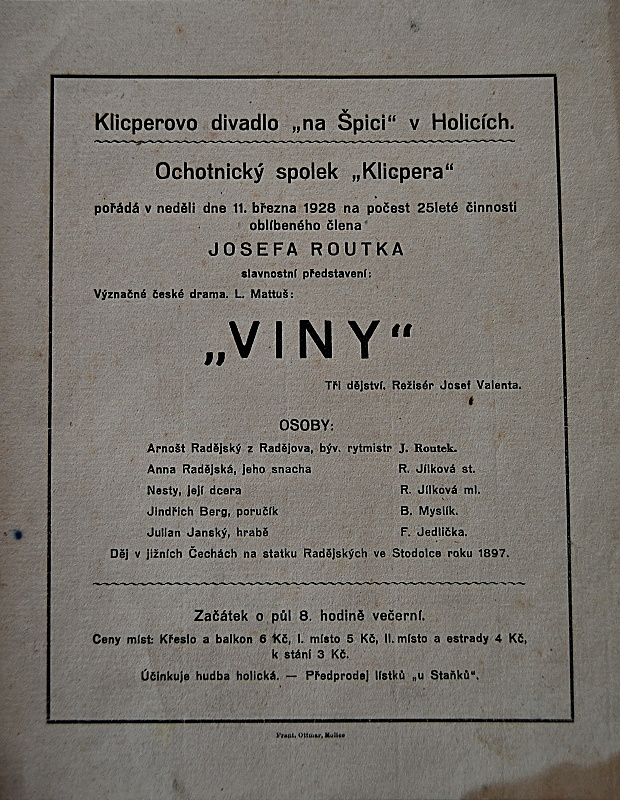 Klicperovo divadlo „na Špici“ v Holicích.
Ochotnický spolek „Klicpera“
pořádá v neděli dne 11. března 1928 na počest 25leté činnosti
oblíbeného člena
JOSEFA ROUTKA
slavnostní představení:
Význačné české drama. L. Mattuš:
„VINY“
Tři dějství. Režisér Josef Valenta.
OSOBY:
Arnošt Radějský z Radějova, býv. rytmistr J. Routek.
Anna Radějská, jeho snacha R. Jílková st.
Nesty, její dcera R. Jílková ml.
Jindřich Berg, poručík B. Myslík.
Julian Janský, hrabě F. Jedlička.
Děj v jižních Čechách na statku Radějských ve Stodolce roku 1897.
Začátek o půl 8. hodině večerní.
Ceny míst: Křeslo a balkon 6 Kč, I. místo 5 Kč, II. místo a estrady 4 Kč,
k stání 3 Kč.
Účinkuje hudba holická. — Předprodej lístků „u Staňků“.
Frant. Ottmar, Holice